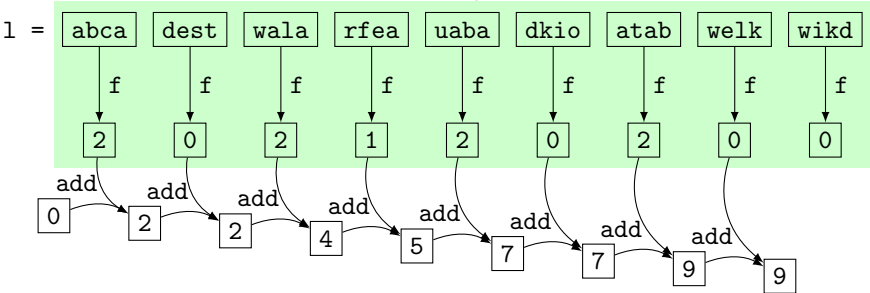 l = abca dest wala rfea uaba dkio atab welk wikd
f f f f f f f f f
2 0 2 1 2 0 2 0 0
add add add add add add add add
0 2 2 4 5 7 7 9 9